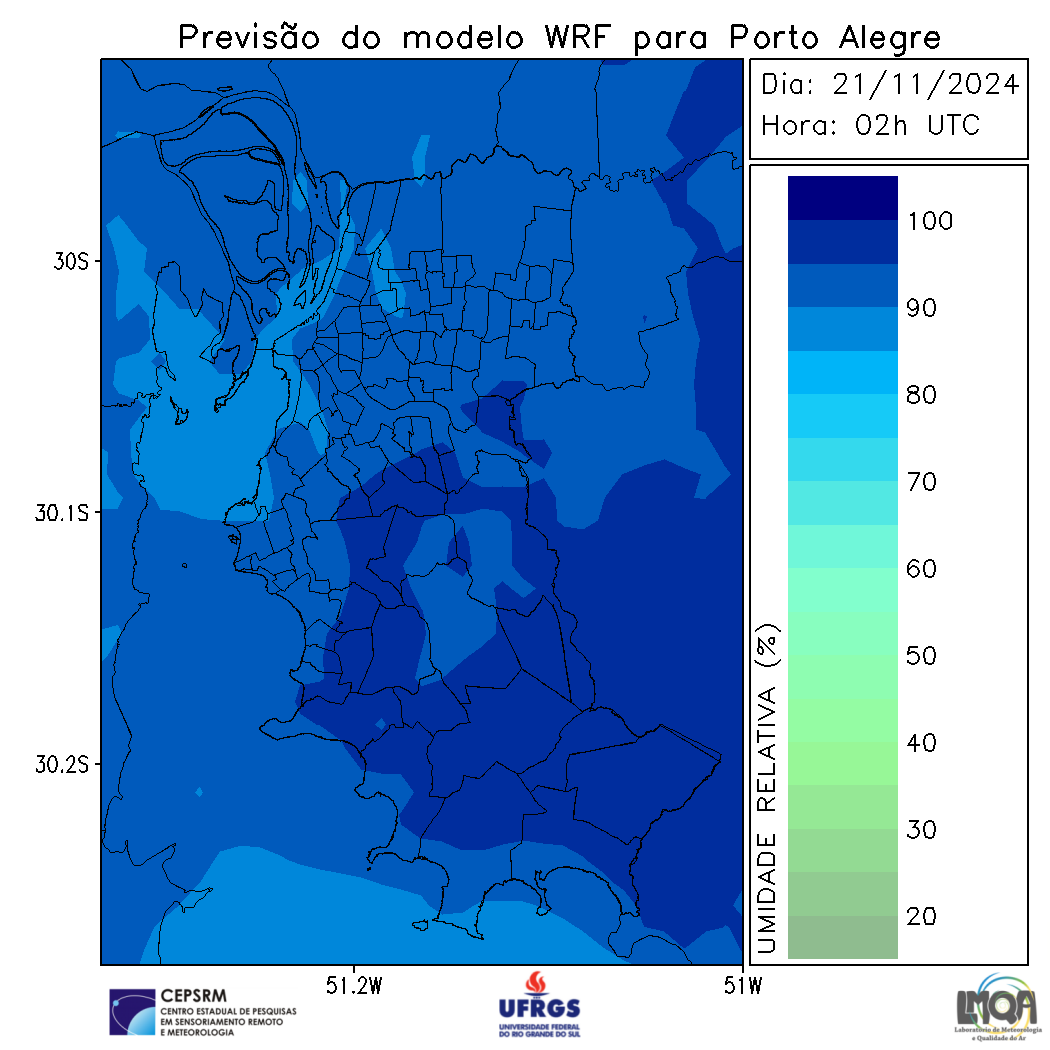 Previsão do modelo WRF para Porto Alegre
Dia: 21/11/2024
Hora: 02h UTC
100
90
80
70
60
50
40
30
20
UMIDADE RELATIVA (%)
30S
30.1S
30.2S
51.2W
51W
CEPSRM
CENTRO ESTADUAL DE PESQUISAS
EM SENSORIAMENTO REMOTO
E METEOROLOGIA
UFRGS
UNIVERSIDADE FEDERAL
DO RIO GRANDE DO SUL
LMQA
Laboratório de Meteorologia
e Qualidade do Ar